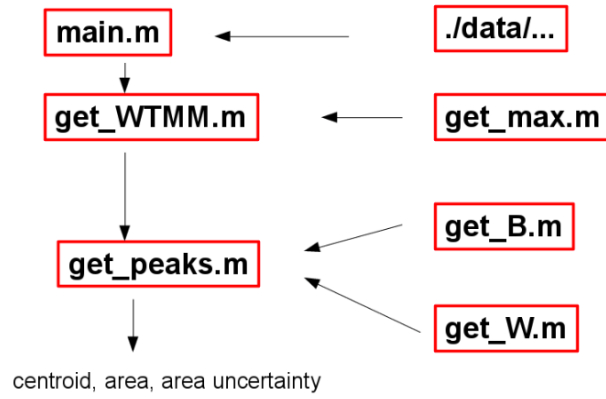 main.m
./data/...
get_WTMM.m
get_max.m
get_B.m
get_peaks.m
get_W.m
centroid, area, area uncertainty